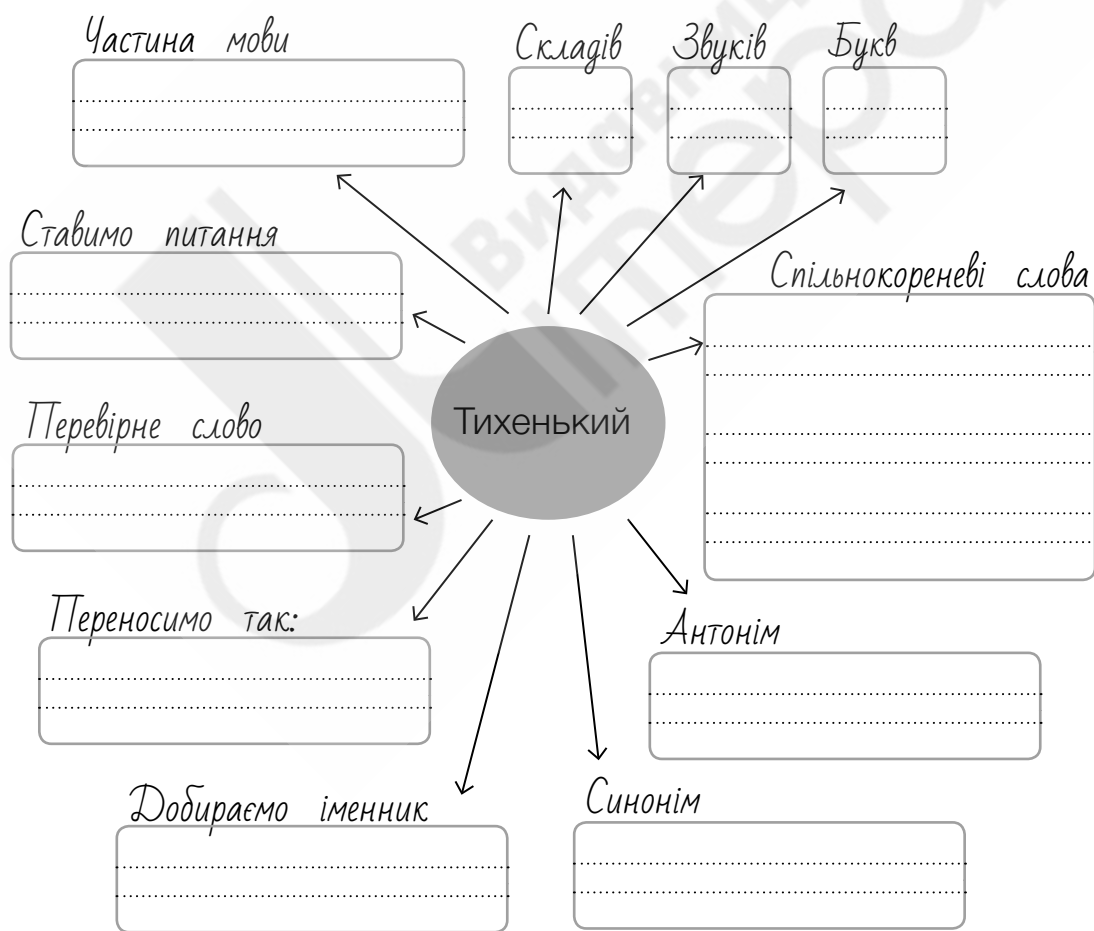 Частина мови
Складів
Звуків
Букв
Ставимо питання
Спільнокореневі слова
Тихенький
Перевірне слово
Переносимо так:
Антонім
Добираємо іменник
Синонім